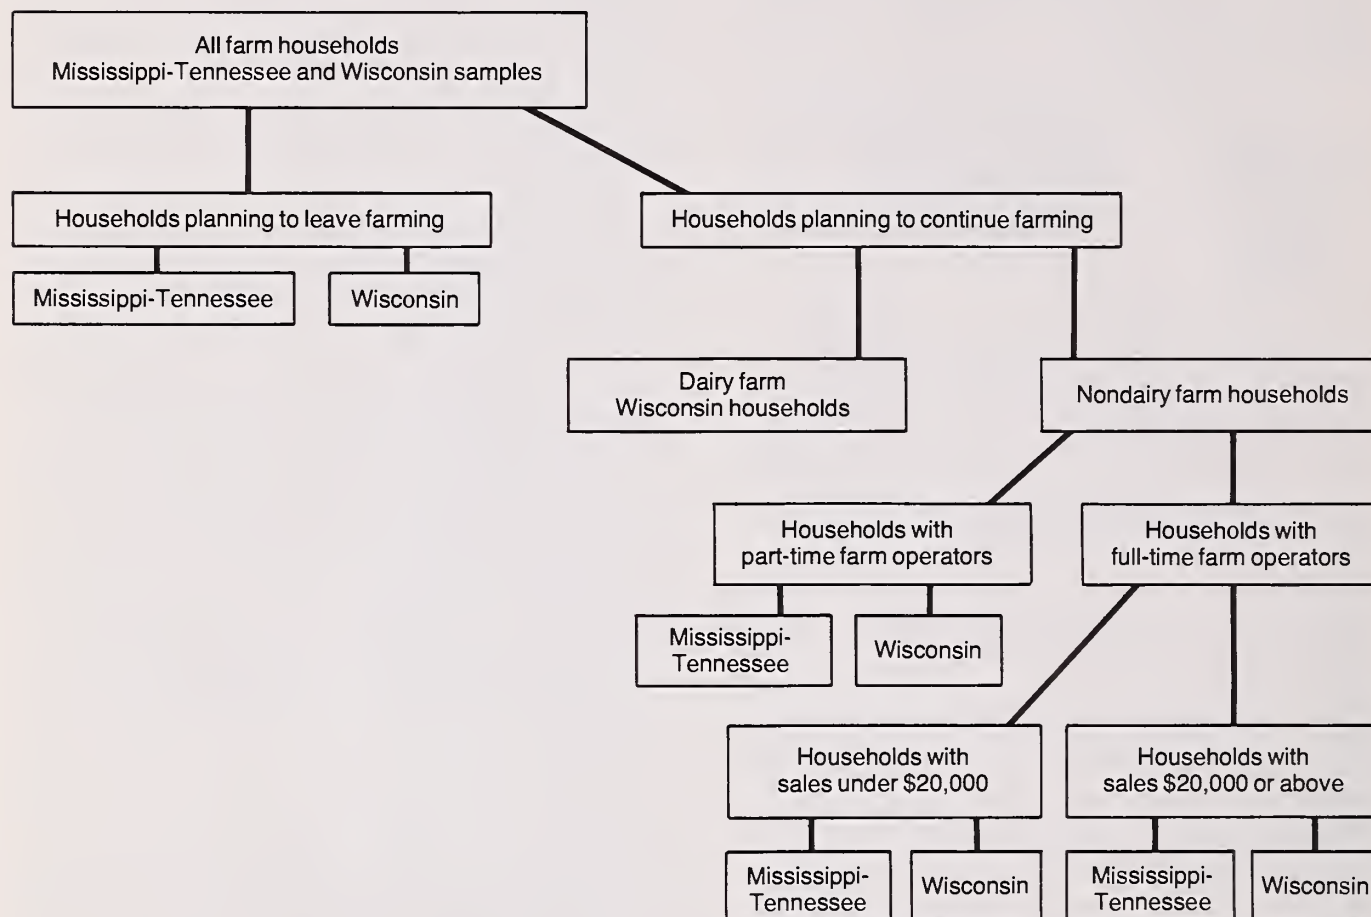 All farm households
Mississippi-Tennessee and Wisconsin samples
Households planning to leave farming
Households planning to continue farming
Mississippi-Tennessee
Wisconsin
Dairy farm
Wisconsin households
Nondairy farm households
Households with
part-time farm operators
Households with
full-time farm operators
Mississippi-
Tennessee
Wisconsin
Households with
sales under $20,000
Households with
sales $20,000 or above
Mississippi-
Tennessee
Wisconsin
Mississippi-
Tennessee
Wisconsin